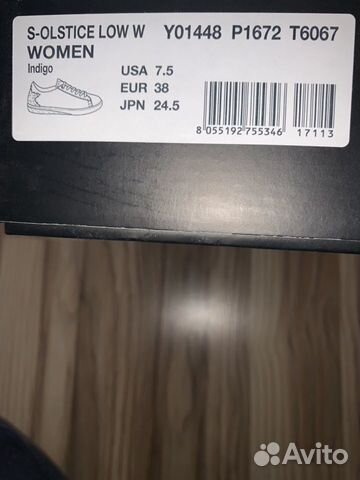 S-OLSTICE LOW W Y01448 P1672 T6067
WOMEN
Indigo
USA 7.5
EUR 38
JPN 24.5
8 055192 755346 17113
Avito